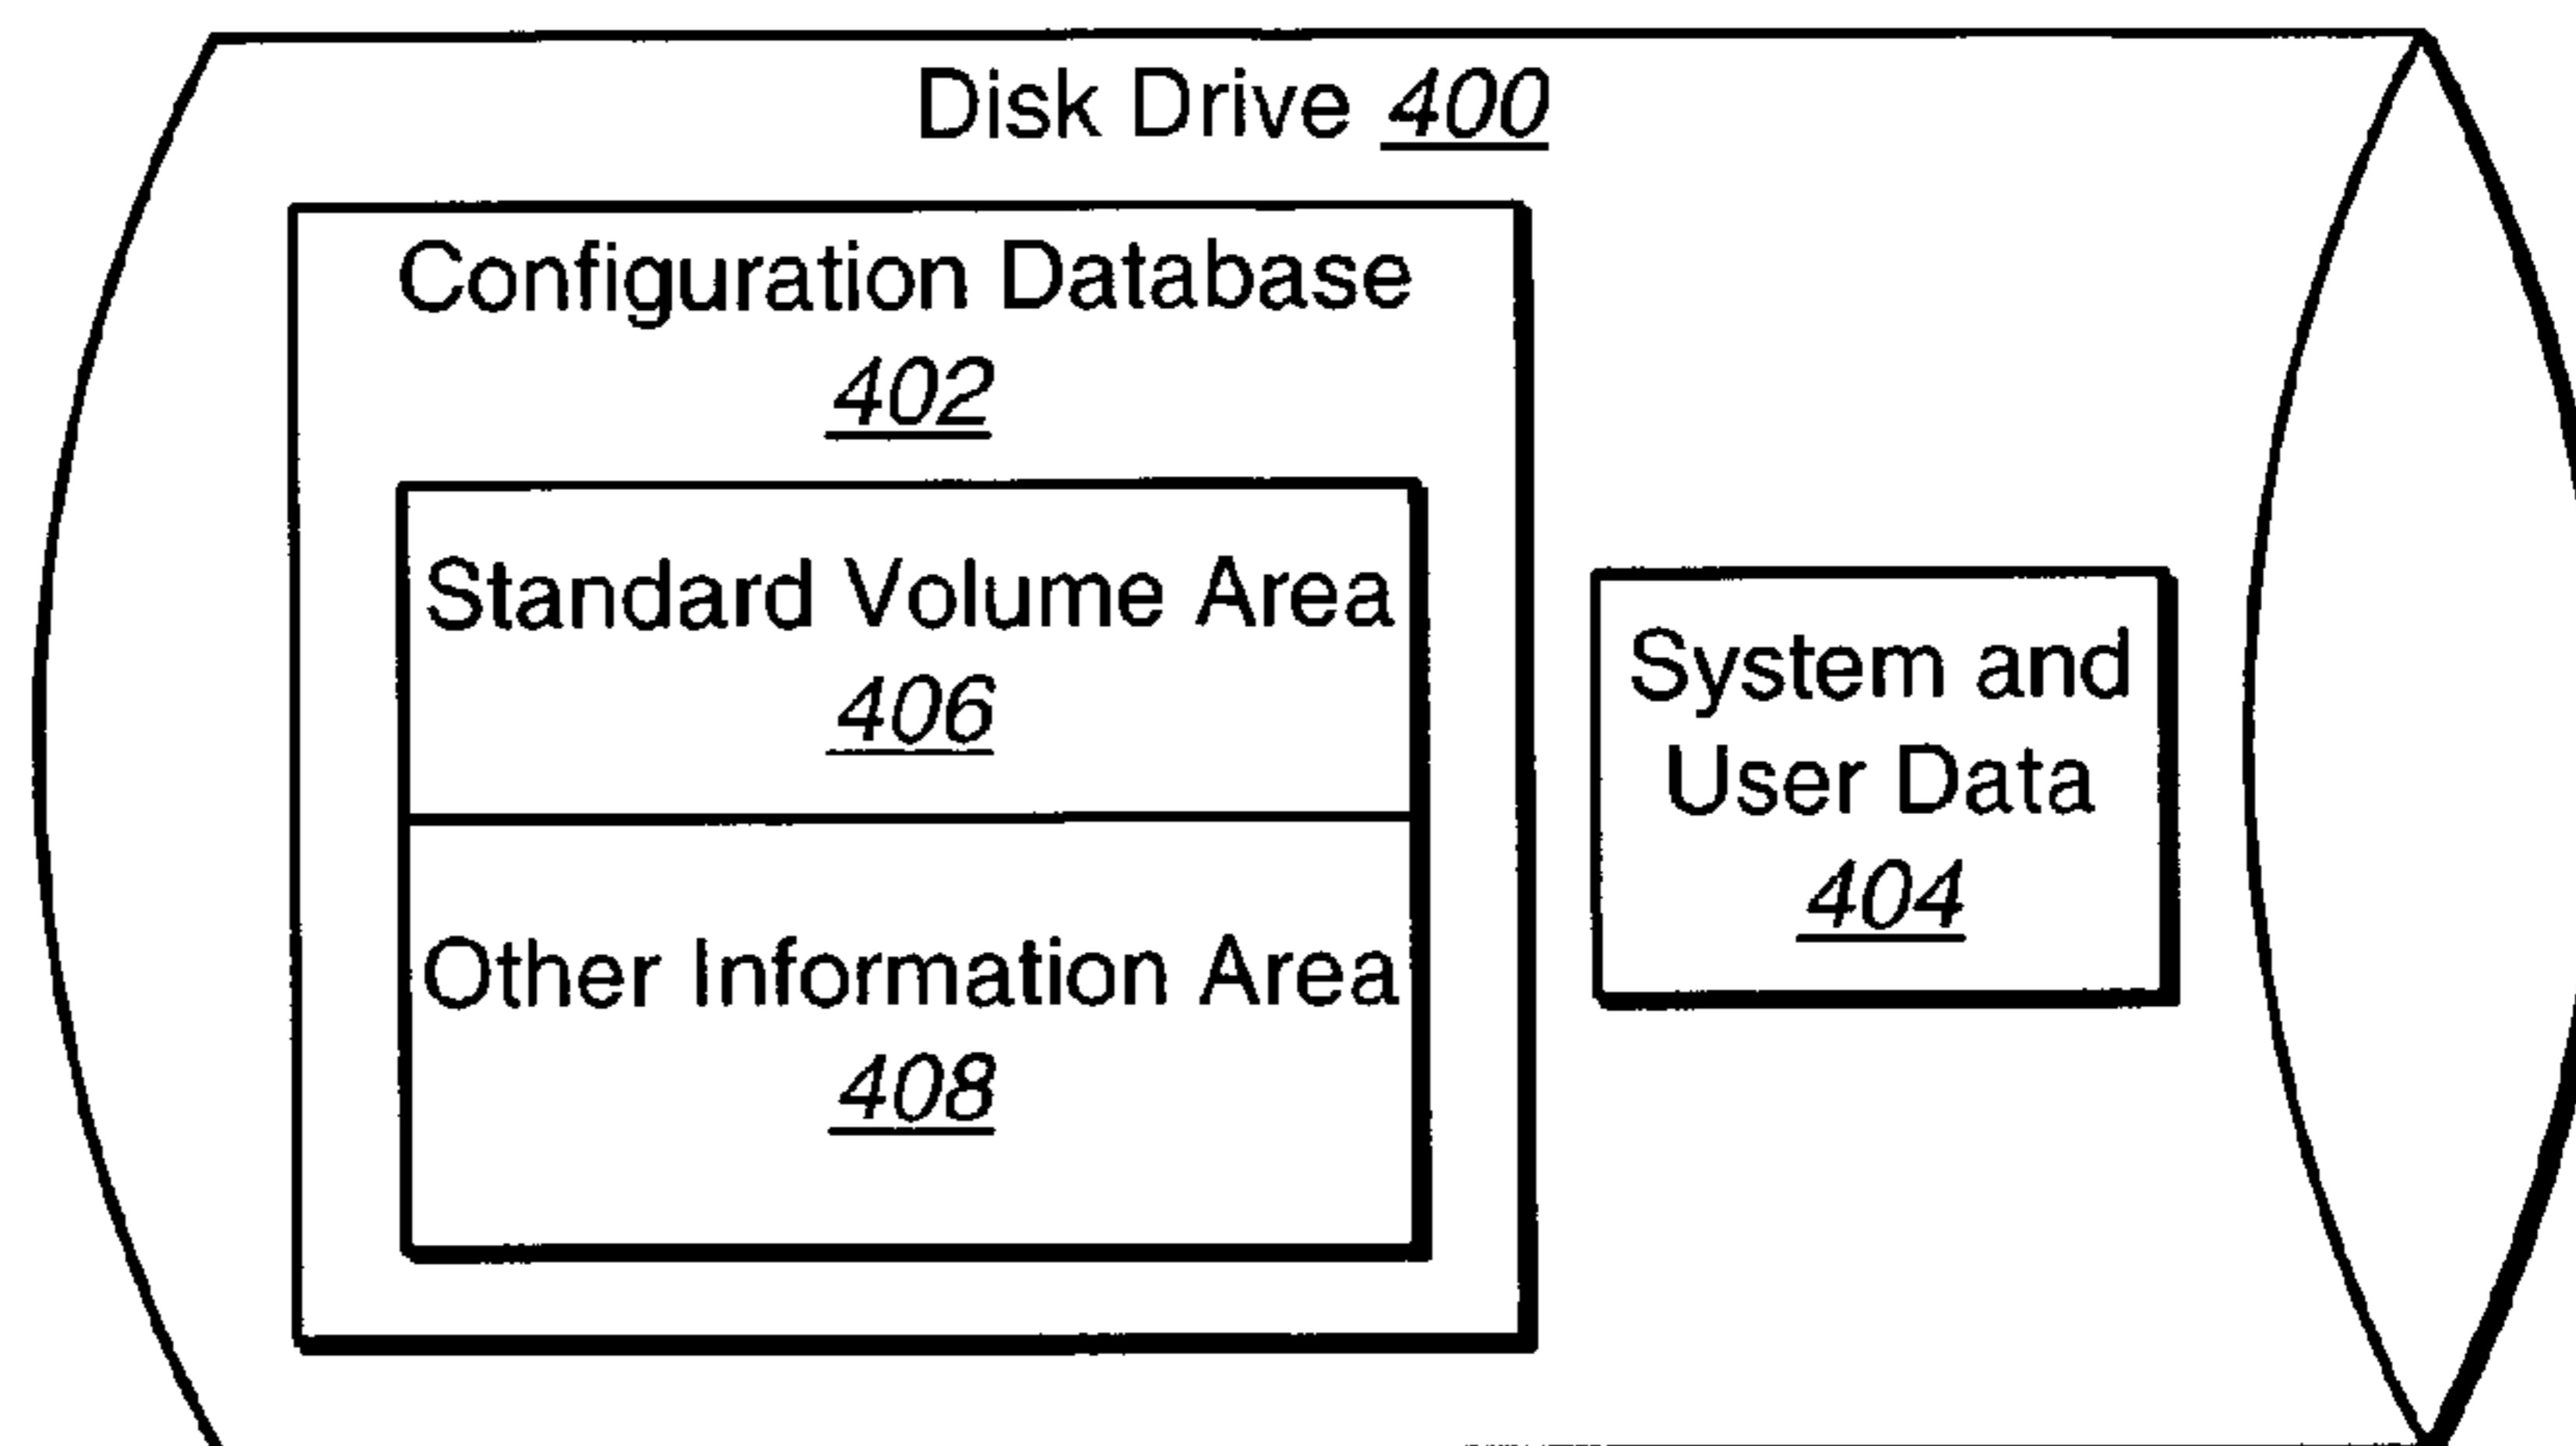 Disk Drive 400
Configuration Database
402
Standard Volume Area
406
Other Information Area
408
System and
User Data
404